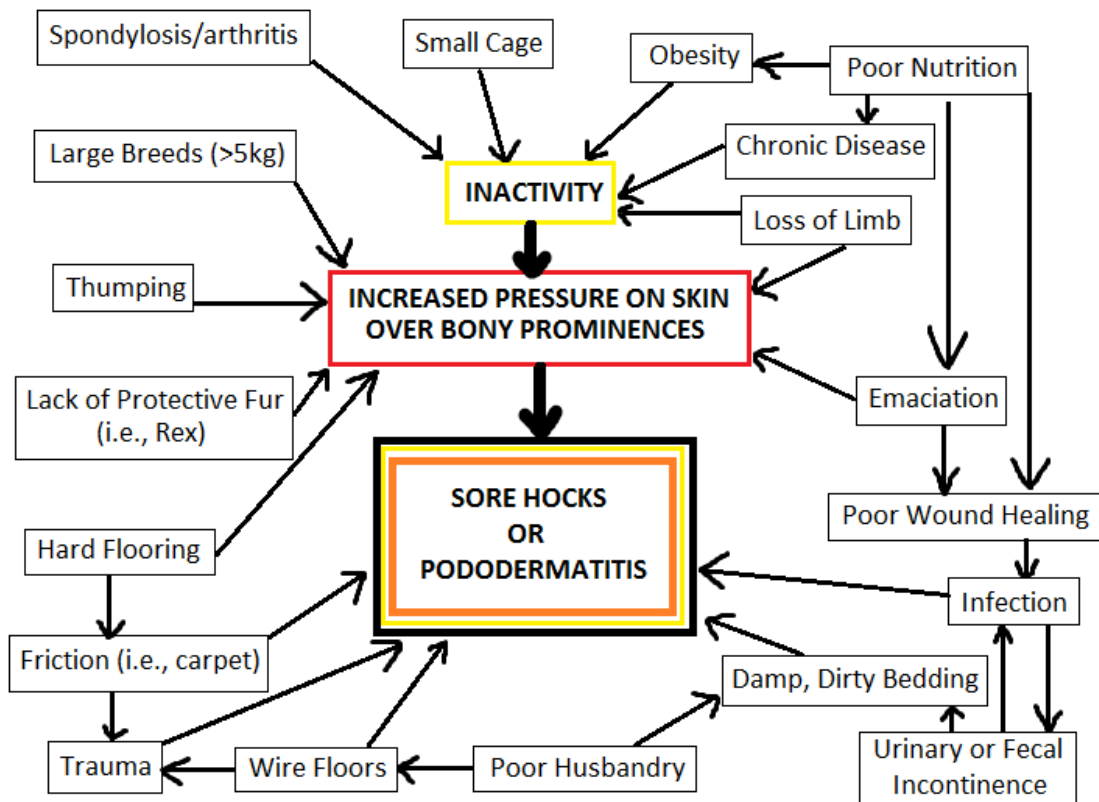 Spondylosis/arthritis
Small Cage
Obesity
Poor Nutrition
Large Breeds (>5kg)
Chronic Disease
INACTIVITY
Loss of Limb
Thumping
INCREASED PRESSURE ON SKIN
OVER BONY PROMINENCES
Lack of Protective Fur
(i.e., Rex)
Emaciation
SORE HOCKS
OR
PODODERMATITIS
Poor Wound Healing
Hard Flooring
Infection
Friction (i.e., carpet)
Damp, Dirty Bedding
Trauma
Wire Floors
Poor Husbandry
Urinary or Fecal
Incontinence